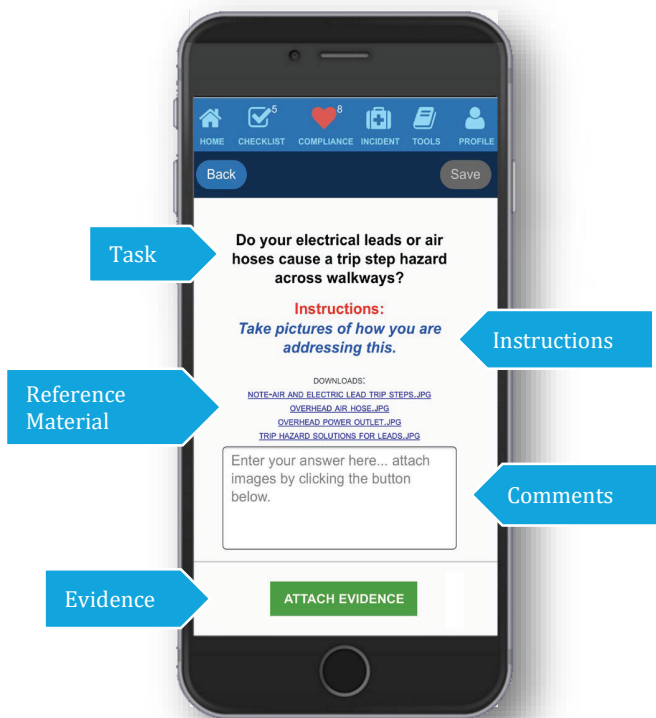 5
8
HOME CHECKLIST COMPLIANCE INCIDENT TOOLS PROFILE
Back
Save
Task
Do your electrical leads or air
hoses cause a trip step hazard
across walkways?
Instructions:
Take pictures of how you are
addressing this.
Instructions
Reference
Material
DOWNLOADS:
NOTE-AIR AND ELECTRIC LEAD TRIP STEPS.JPG
OVERHEAD AIR HOSE.JPG
OVERHEAD POWER OUTLET.JPG
TRIP HAZARD SOLUTIONS FOR LEADS.JPG
Enter your answer here... attach
images by clicking the button
below.
Comments
Evidence
ATTACH EVIDENCE